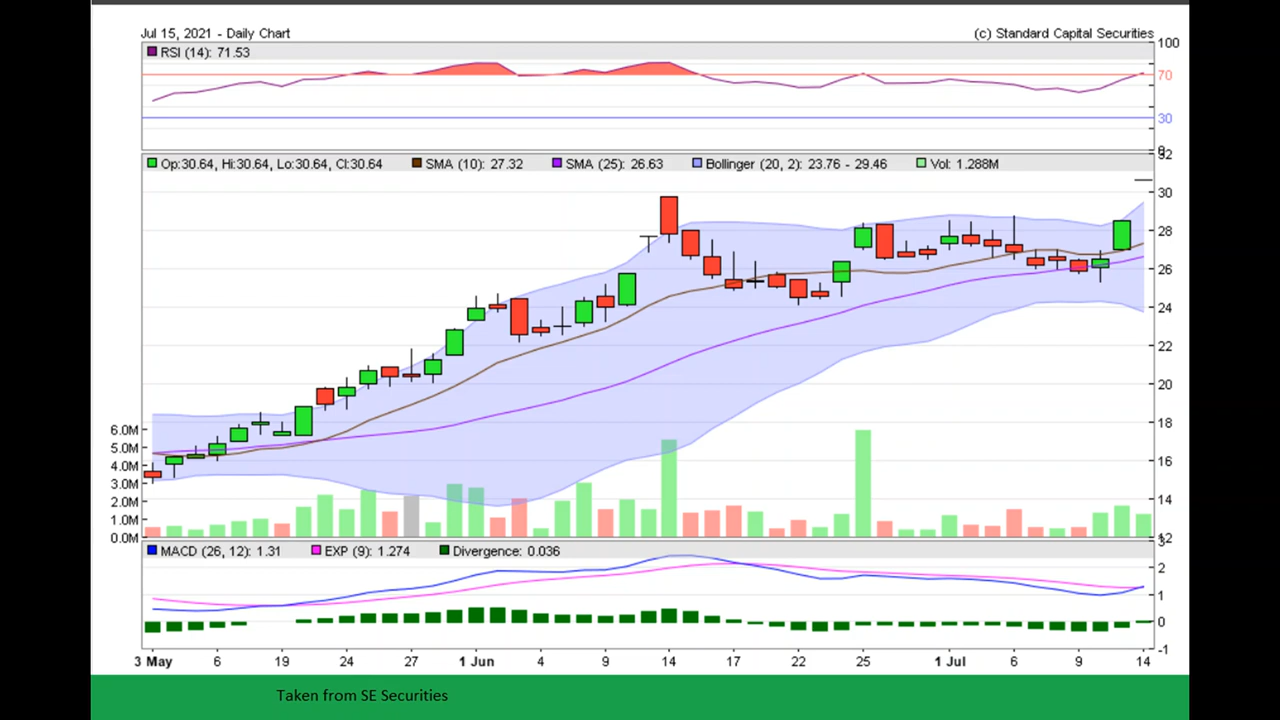 Jul 15, 2021 - Daily Chart (c) Standard Capital Securities
RSI (14): 71.53
100
70
30
Op:30.64, Hi:30.64, Lo:30.64, Cl:30.64 SMA (10): 27.32 SMA (25): 26.63 Bollinger (20, 2): 23.76 - 29.46 Vol: 1.288M
30
28
26
24
22
20
18
16
14
6.0M
5.0M
4.0M
3.0M
2.0M
1.0M
0.0M
MACD (26, 12): 1.31 EXP (9): 1.274 Divergence: 0.036
2
1
0
-1
3 May 6 19 24 27 1 Jun 4 9 14 17 22 25 1 Jul 6 9 14
Taken from SE Securities